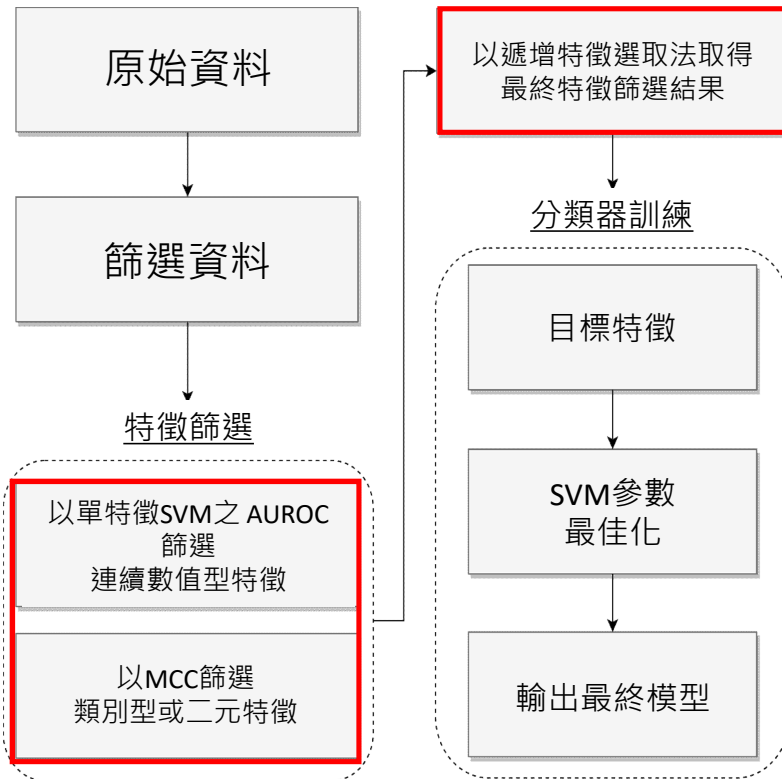 原始資料
篩選資料
特徵篩選
以單特徵SVM之 AUROC
篩選
連續數值型特徵
以MCC篩選
類別型或二元特徵
以遞增特徵選取法取得
最終特徵篩選結果
分類器訓練
目標特徵
SVM參數
最佳化
輸出最終模型